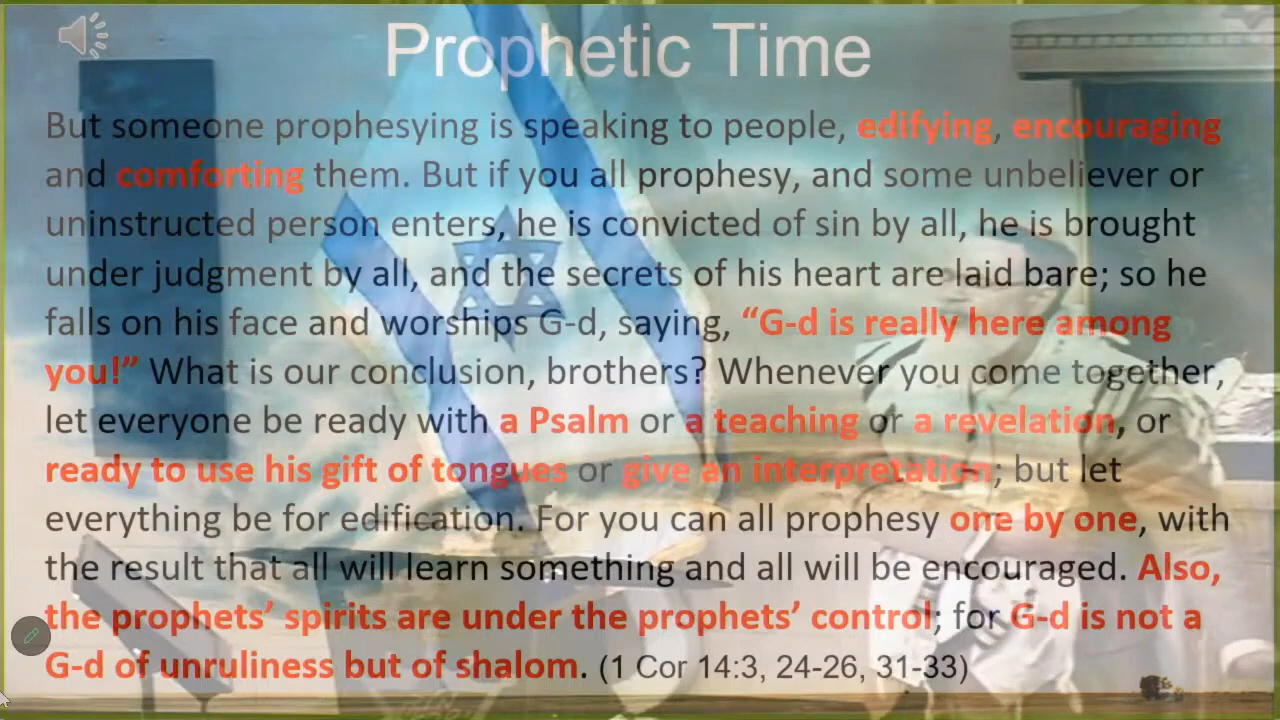 Prophetic Time
But someone prophesying is speaking to people, edifying, encouraging
and comforting them. But if you all prophesy, and some unbeliever or
uninstructed person enters, he is convicted of sin by all, he is brought
under judgment by all, and the secrets of his heart are laid bare; so he
falls on his face and worships G-d, saying, “G-d is really here among
you!” What is our conclusion, brothers? Whenever you come together,
let everyone be ready with a Psalm or a teaching or a revelation, or
ready to use his gift of tongues or give an interpretation; but let
everything be for edification. For you can all prophesy one by one, with
the result that all will learn something and all will be encouraged. Also,
the prophets’ spirits are under the prophets’ control; for G-d is not a
G-d of unruliness but of shalom. (1 Cor 14:3, 24-26, 31-33)